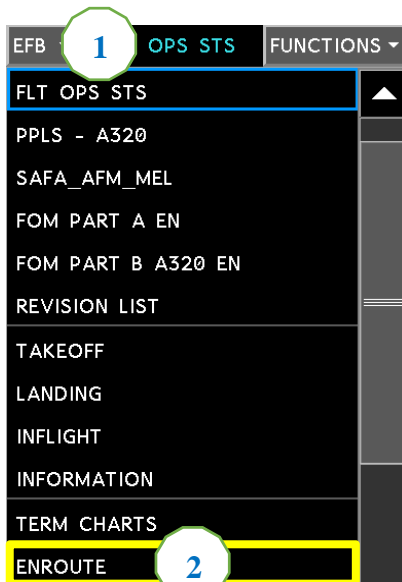 EFB 1 OPS STS FUNCTIONS
FLT OPS STS
PPLS - A320
SAFA_AFM_MEL
FOM PART A EN
FOM PART B A320 EN
REVISION LIST
TAKEOFF
LANDING
INFLIGHT
INFORMATION
TERM CHARTS
ENROUTE 2